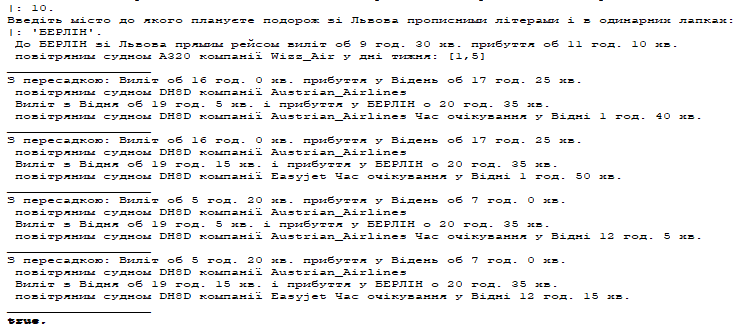 |: 10.
Введіть місто до якого плануєте подорож зі Львова прописними літерами і в одинарних лапках:
|: 'БЕРЛІН'.
До БЕРЛІН зі Львова прямим рейсом виліт об 9 год. 30 хв. прибуття об 11 год. 10 хв.
повітряним судном A320 компанії Wizz_Air у дні тижня: [1,5]
З пересадкою: Виліт об 16 год. 0 хв. прибуття у Відень об 17 год. 25 хв.
повітряним судном DH8D компанії Austrian_Airlines
Виліт з Відня об 19 год. 5 хв. і прибуття у БЕРЛІН о 20 год. 35 хв.
повітряним судном DH8D компанії Austrian_Airlines Час очікування у Відні 1 год. 40 хв.
З пересадкою: Виліт об 16 год. 0 хв. прибуття у Відень об 17 год. 25 хв.
повітряним судном DH8D компанії Austrian_Airlines
Виліт з Відня об 19 год. 15 хв. і прибуття у БЕРЛІН о 20 год. 35 хв.
повітряним судном DH8D компанії Easyjet Час очікування у Відні 1 год. 50 хв.
З пересадкою: Виліт об 5 год. 20 хв. прибуття у Відень об 7 год. 0 хв.
повітряним судном DH8D компанії Austrian_Airlines
Виліт з Відня об 19 год. 5 хв. і прибуття у БЕРЛІН о 20 год. 35 хв.
повітряним судном DH8D компанії Austrian_Airlines Час очікування у Відні 12 год. 5 хв.
З пересадкою: Виліт об 5 год. 20 хв. прибуття у Відень об 7 год. 0 хв.
повітряним судном DH8D компанії Austrian_Airlines
Виліт з Відня об 19 год. 15 хв. і прибуття у БЕРЛІН о 20 год. 35 хв.
повітряним судном DH8D компанії Easyjet Час очікування у Відні 12 год. 15 хв.
true.